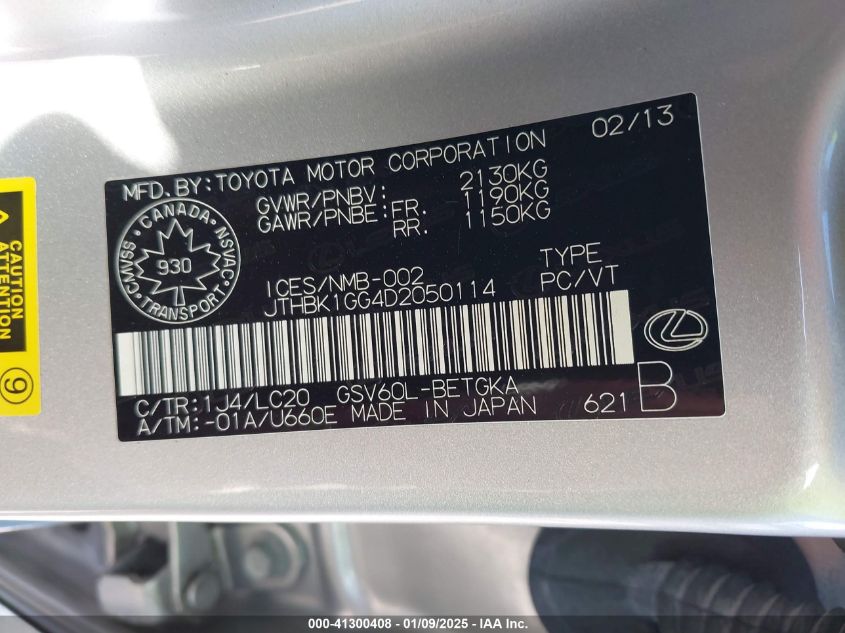 MFD.BY:TOYOTA MOTOR CORPORATION 02/13
GVWR/PNBV: 2130KG
GAWR/PNBE:FR. 1190KG
RR. 1150KG
CANADA
CMVSS NSVAC
930
TRANSPORT
ICES/NMB-002 TYPE
JTHBK1GG4D2050114 PC/VT
C/TR:1J4/LC20 GSV60L-BETGKA
A/TM:-01A/U660E MADE IN JAPAN 621 B
CAUTION
ATTENTION
9
000-41300408 - 01/09/2025 - IAA Inc.